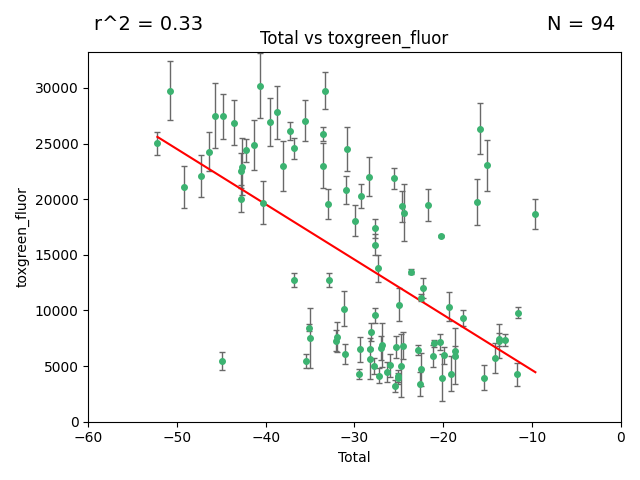 r^2 = 0.33
N = 94
Total vs toxgreen_fluor
toxgreen_fluor
30000
25000
20000
15000
10000
5000
0
−60
−50
−40
−30
−20
−10
0
Total